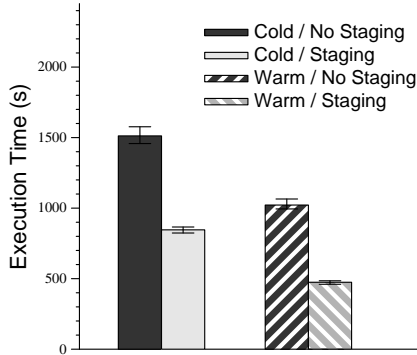 Cold / No Staging
Cold / Staging
Warm / No Staging
Warm / Staging
Execution Time (s)
2000
1500
1000
500
0